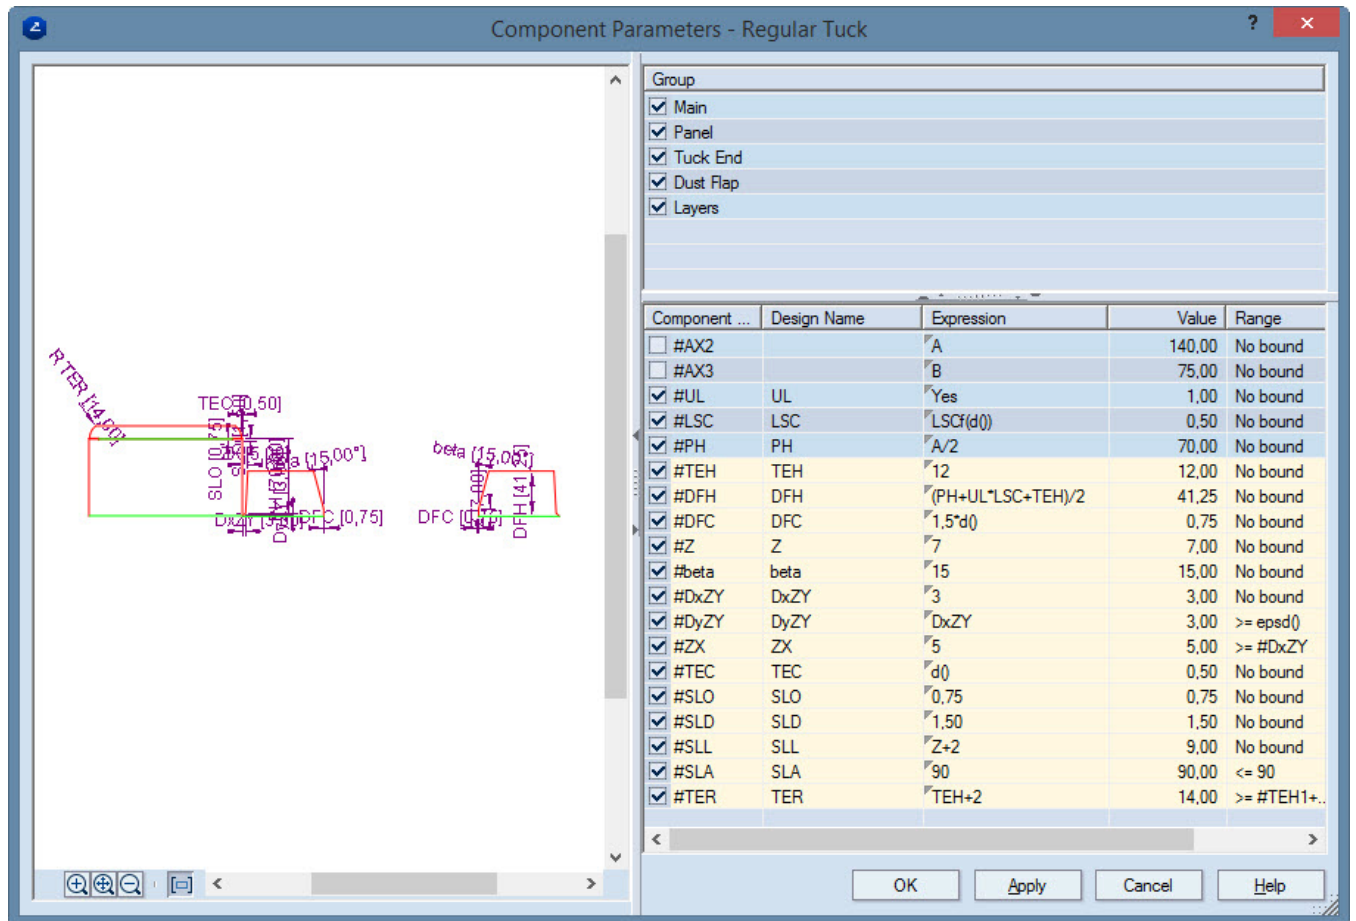 Component Parameters - Regular Tuck
?
Group
Main
Panel
Tuck End
Dust Flap
Layers
R TER [14,00]
TEC [0,50]
SLO [0,75]
beta [15,00°]
beta [15,00°]
DFC [0,75]
DFC [0,75]
DFH [41,25]
Component ... Design Name Expression Value Range
#AX2 A 140,00 No bound
#AX3 B 75,00 No bound
#UL UL Yes 1,00 No bound
#LSC LSC LSCf(d()) 0,50 No bound
#PH PH A/2 70,00 No bound
#TEH TEH 12 12,00 No bound
#DFH DFH (PH+UL*LSC+TEH)/2 41,25 No bound
#DFC DFC 1,5*d() 0,75 No bound
#Z Z 7 7,00 No bound
#beta beta 15 15,00 No bound
#DxZY DxZY 3 3,00 No bound
#DyZY DyZY DxZY 3,00 >= epsd()
#ZX ZX 5 5,00 >= #DxZY
#TEC TEC d() 0,50 No bound
#SLO SLO 0,75 0,75 No bound
#SLD SLD 1,50 1,50 No bound
#SLL SLL Z+2 9,00 No bound
#SLA SLA 90 90,00 <= 90
#TER TER TEH+2 14,00 >= #TEH1+..
OK Apply Cancel Help